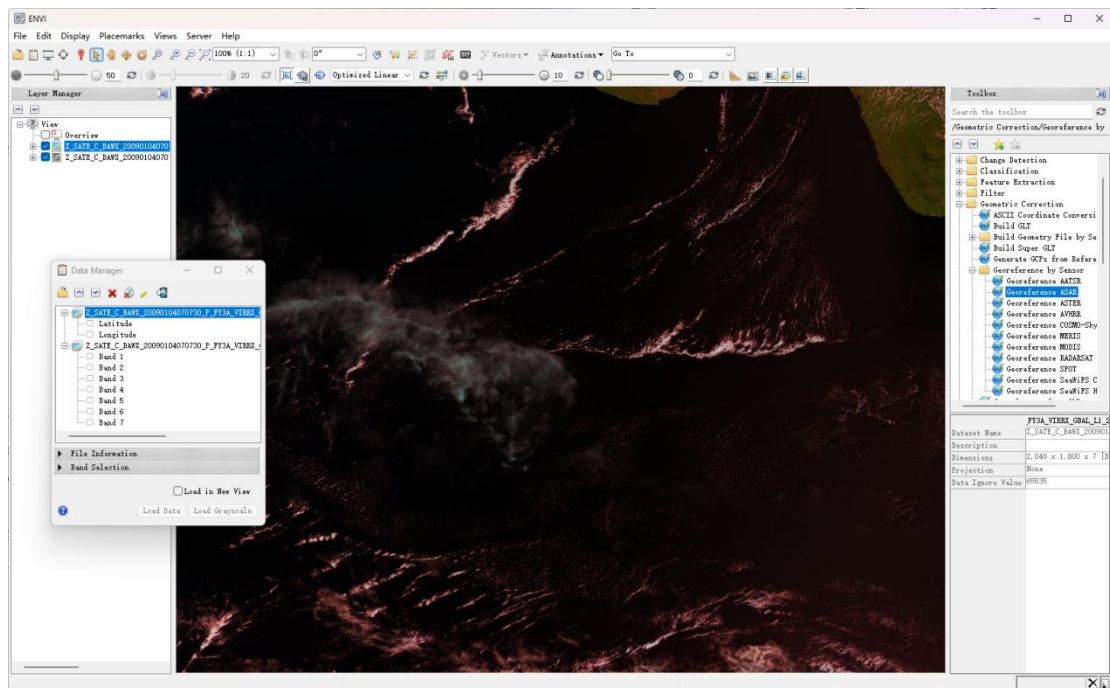 ENVI
File Edit Display Placemarks Views Server Help
100% (1:1) 0° Vectors Annotations Go To
50 20 Optimized Linear 10 0
Layer Manager
View
Overview
Z_SATE_C_BAWX_20090104070
Z_SATE_C_BAWX_20090104070
Data Manager
Z_SATE_C_BAWX_20090104070730_P_FY3A_VIRRX_
Latitude
Longitude
Z_SATE_C_BAWX_20090104070730_P_FY3A_VIRRX_
Band 1
Band 2
Band 3
Band 4
Band 5
Band 6
Band 7
File Information
Band Selection
Load in New View
Load Data Load Grayscale
Toolbox
Search the toolbox
/Geometric Correction/Georeference by
Change Detection
Classification
Feature Extraction
Filter
Geometric Correction
ASCII Coordinate Conversi
Build GLT
Build Geometry File by Se
Build Super GLT
Generate GCPs from Refere
Georeference by Sensor
Georeference AATSR
Georeference ASAR
Georeference ASTER
Georeference AVHRR
Georeference COSMO-Sky
Georeference MERIS
Georeference MODIS
Georeference RADARSAT
Georeference SPOT
Georeference SeaWiFS C
Georeference SeaWiFS H
FY3A_VIRRX_GBAL_L1_2
Dataset Name Z_SATE_C_BAWX_200901
Description
Dimensions 2,048 x 1,800 x 7 [B
Projection None
Data Ignore Value 65535